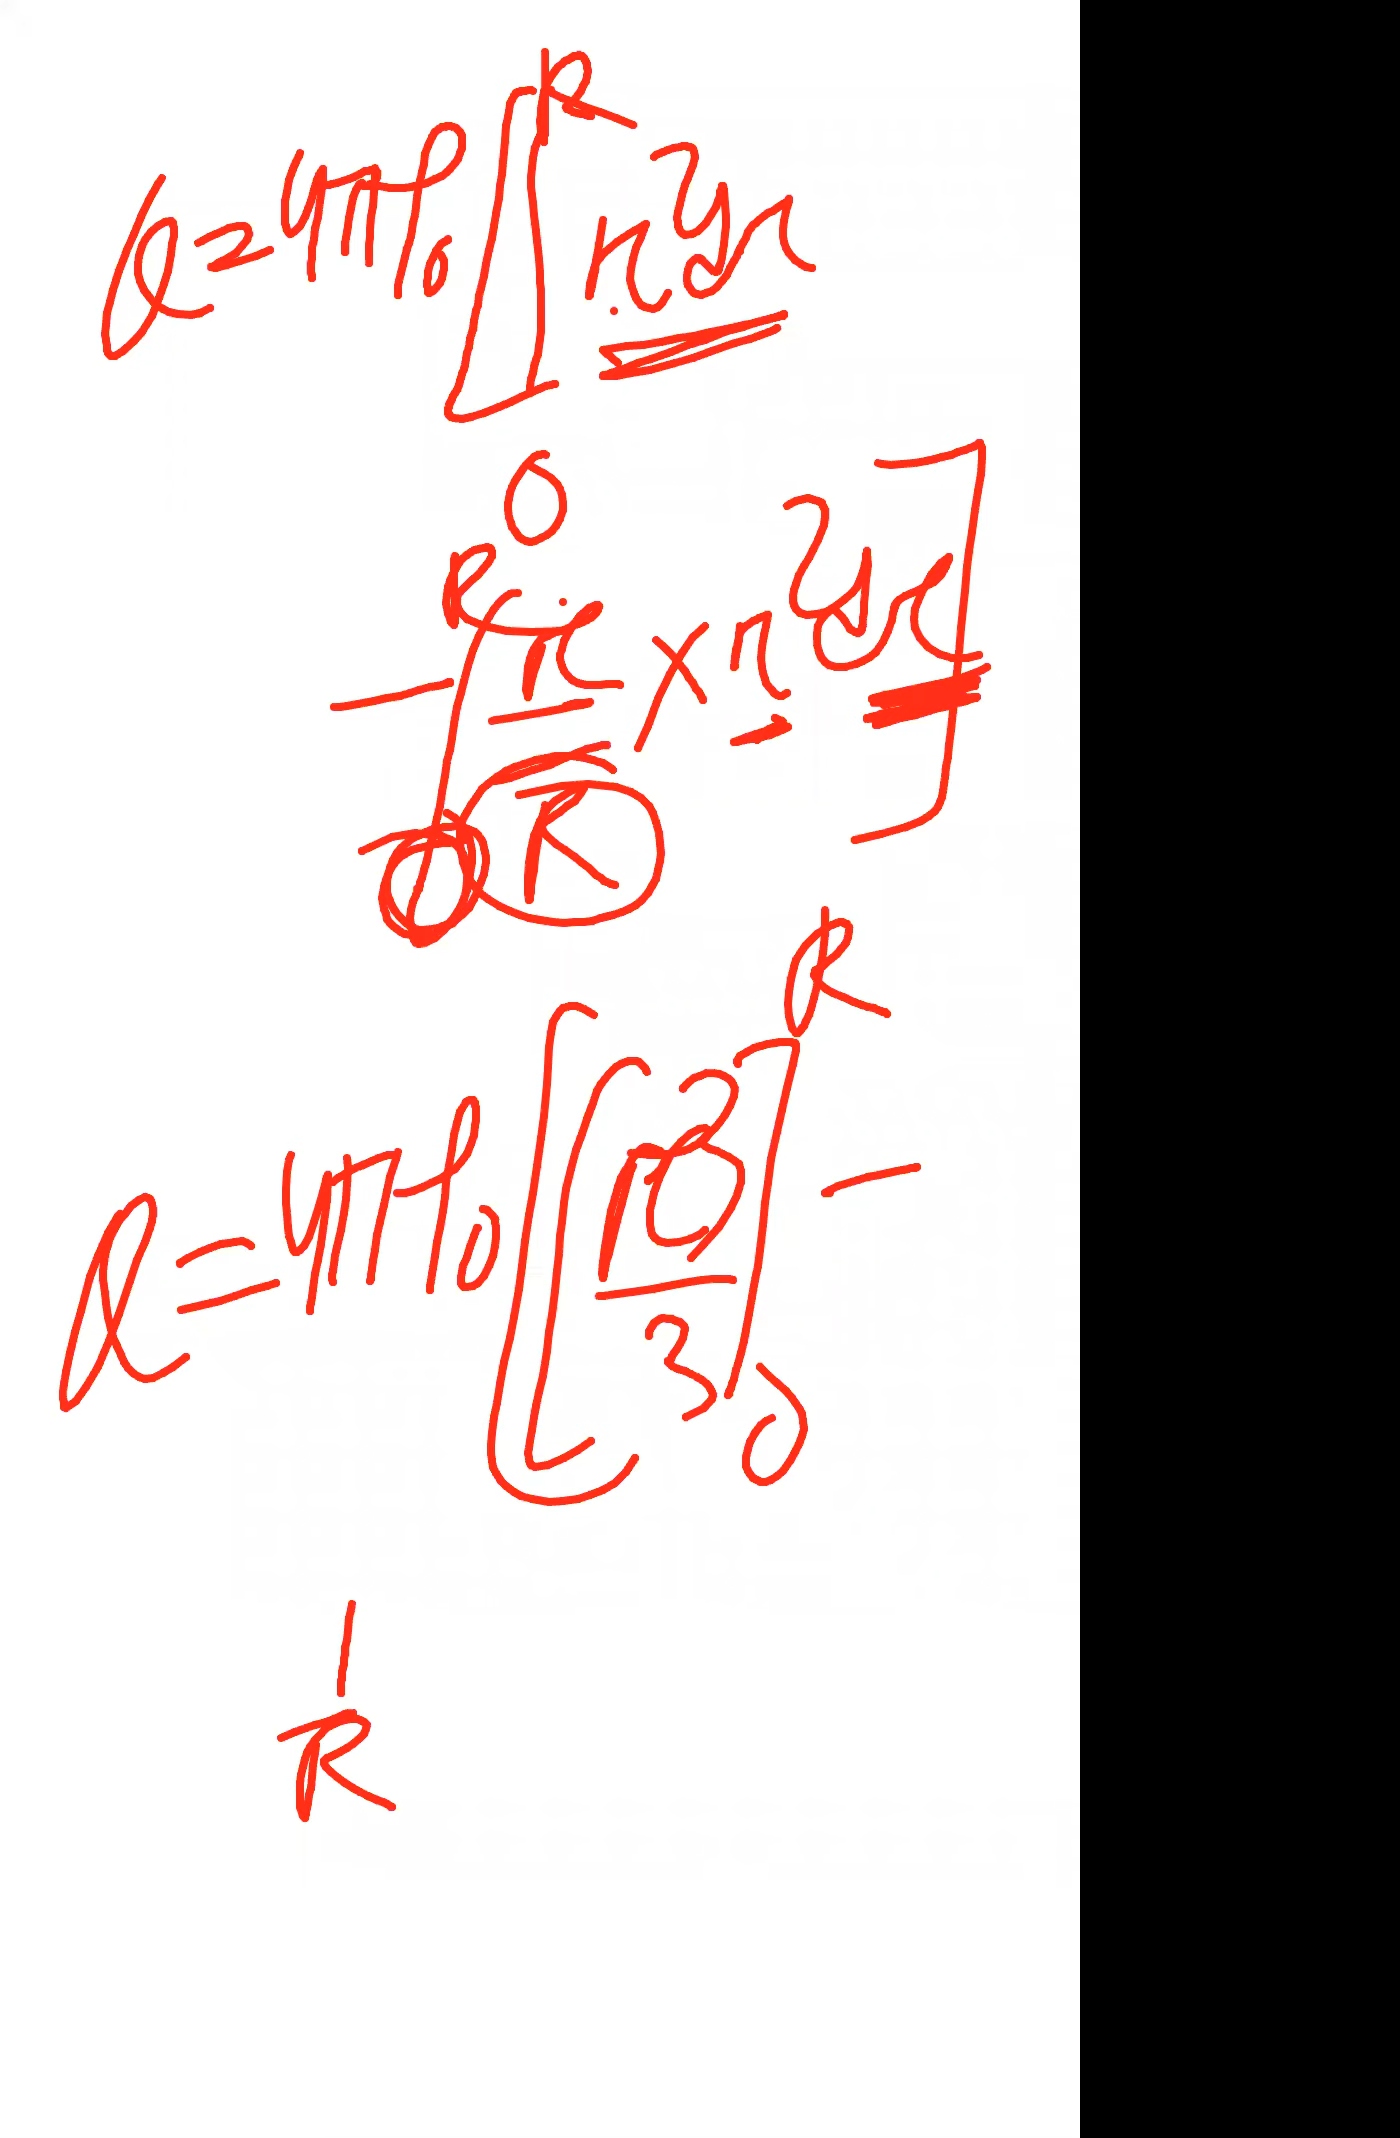 Q = 4πρ₀ [ ∫₀ᴿ r²dr
- ∫₀ᴿ r/R × r²dr ]
Q = 4πρ₀ [ [ r³/3 ]₀ᴿ -
1/R